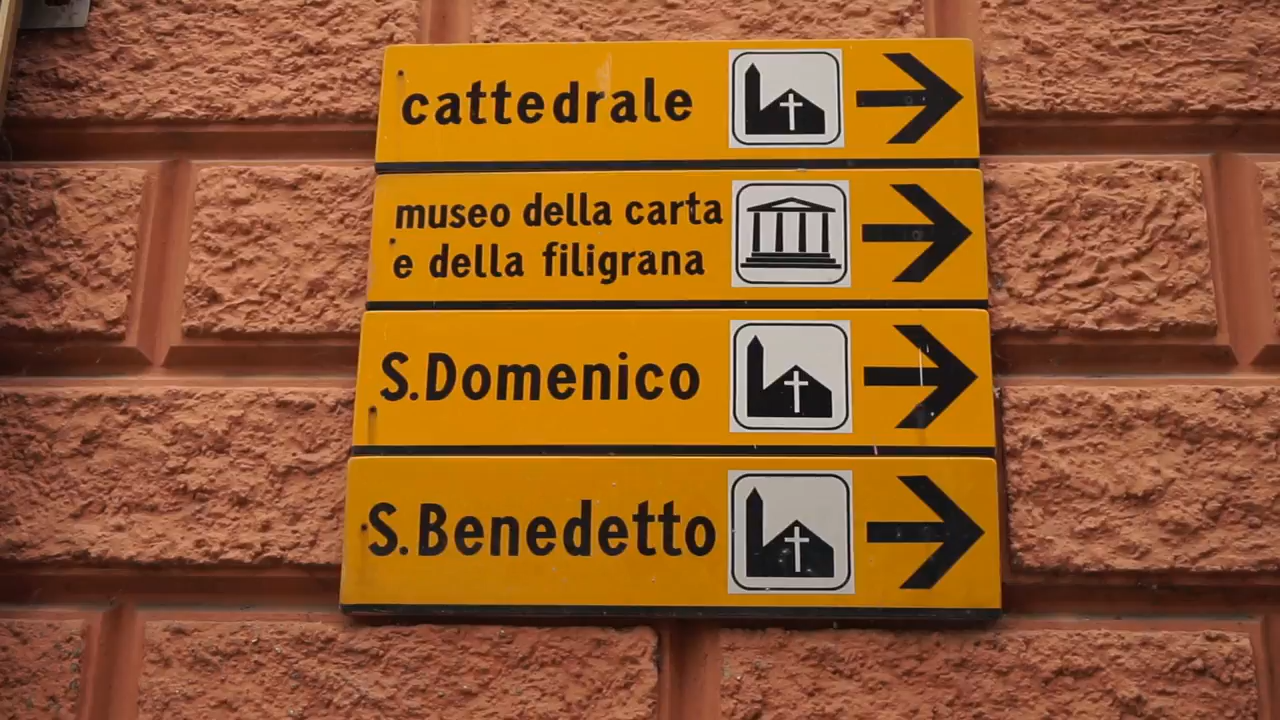 cattedrale
museo della carta
e della filigrana
S.Domenico
S.Benedetto